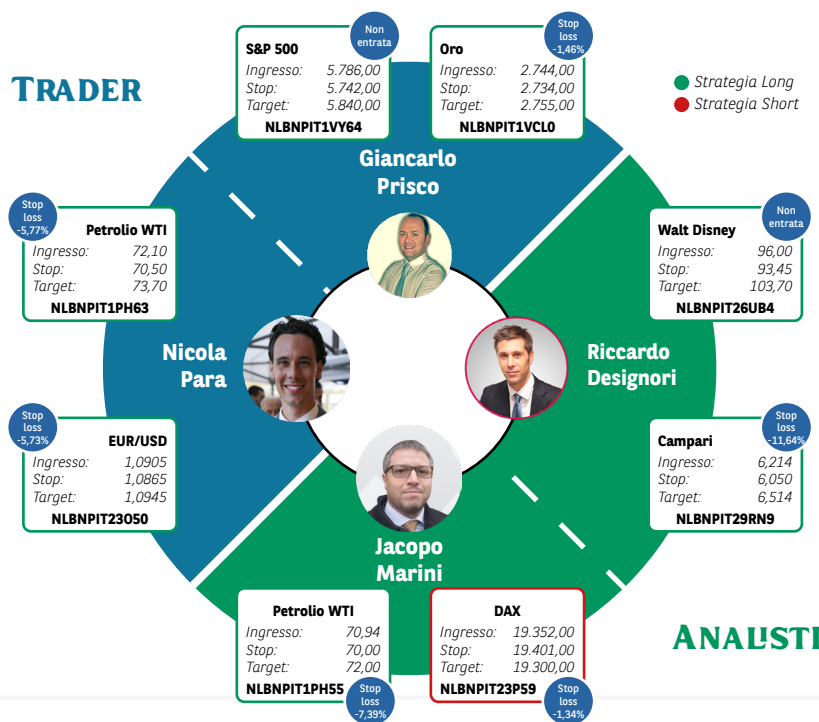 TRADER
S&P 500
Non
entrata
Ingresso: 5.786,00
Stop: 5.742,00
Target: 5.840,00
NLBNPIT1VY64
Oro
Stop
loss
-1,46%
Ingresso: 2.744,00
Stop: 2.734,00
Target: 2.755,00
NLBNPIT1VCL0
Strategia Long
Strategia Short
Giancarlo
Prisco
Stop
loss
-5,77%
Petrolio WTI
Ingresso: 72,10
Stop: 70,50
Target: 73,70
NLBNPIT1PH63
Walt Disney
Non
entrata
Ingresso: 96,00
Stop: 93,45
Target: 103,70
NLBNPIT26UB4
Nicola
Para
Riccardo
Designori
Stop
loss
-5,73%
EUR/USD
Ingresso: 1,0905
Stop: 1,0865
Target: 1,0945
NLBNPIT23O50
Campari
Stop
loss
-11,64%
Ingresso: 6,214
Stop: 6,050
Target: 6,514
NLBNPIT29RN9
Jacopo
Marini
Petrolio WTI
Ingresso: 70,94
Stop: 70,00
Target: 72,00
NLBNPIT1PH55
Stop
loss
-7,39%
DAX
Ingresso: 19.352,00
Stop: 19.401,00
Target: 19.300,00
NLBNPIT23P59
Stop
loss
-1,34%
ANALISTI